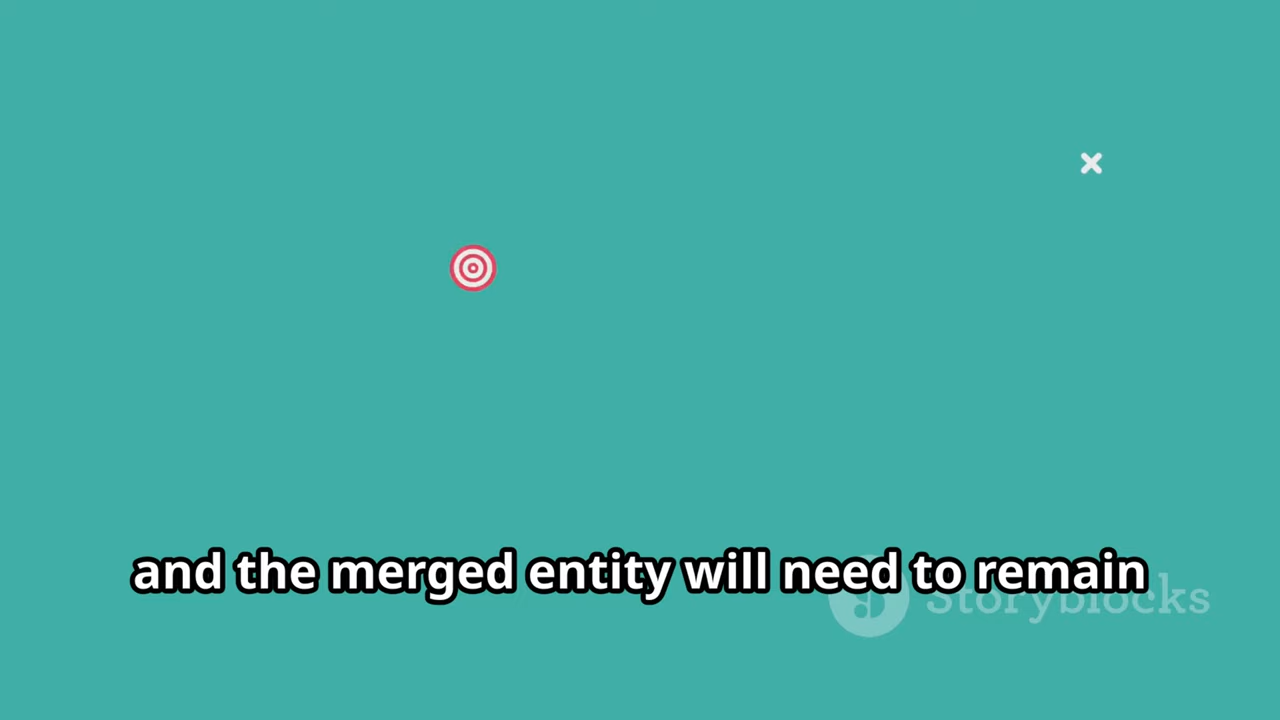 and the merged entity will need to remain
Storyblocks